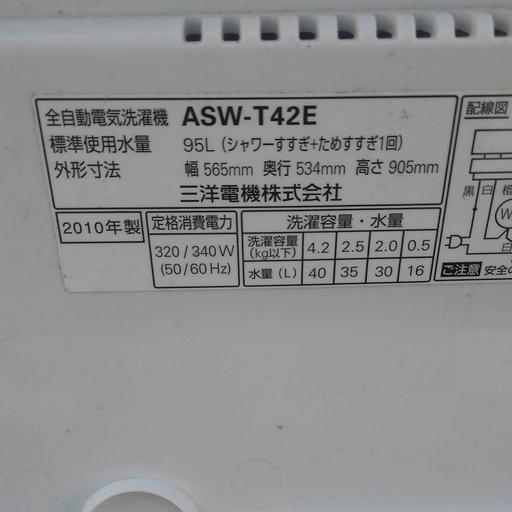 全自動電気洗濯機 ASW-T42E
標準使用水量 95L (シャワーすすぎ+ためすすぎ1回)
外形寸法 幅 565mm 奥行 534mm 高さ 905mm
三洋電機株式会社
2010年製
定格消費電力
320/340W
(50/60Hz)
洗濯容量・水量
洗濯容量(kg以下) 4.2 2.5 2.0 0.5
水量(L) 40 35 30 16
配線図
黒 白 橙
W
白
ご注意 安全の